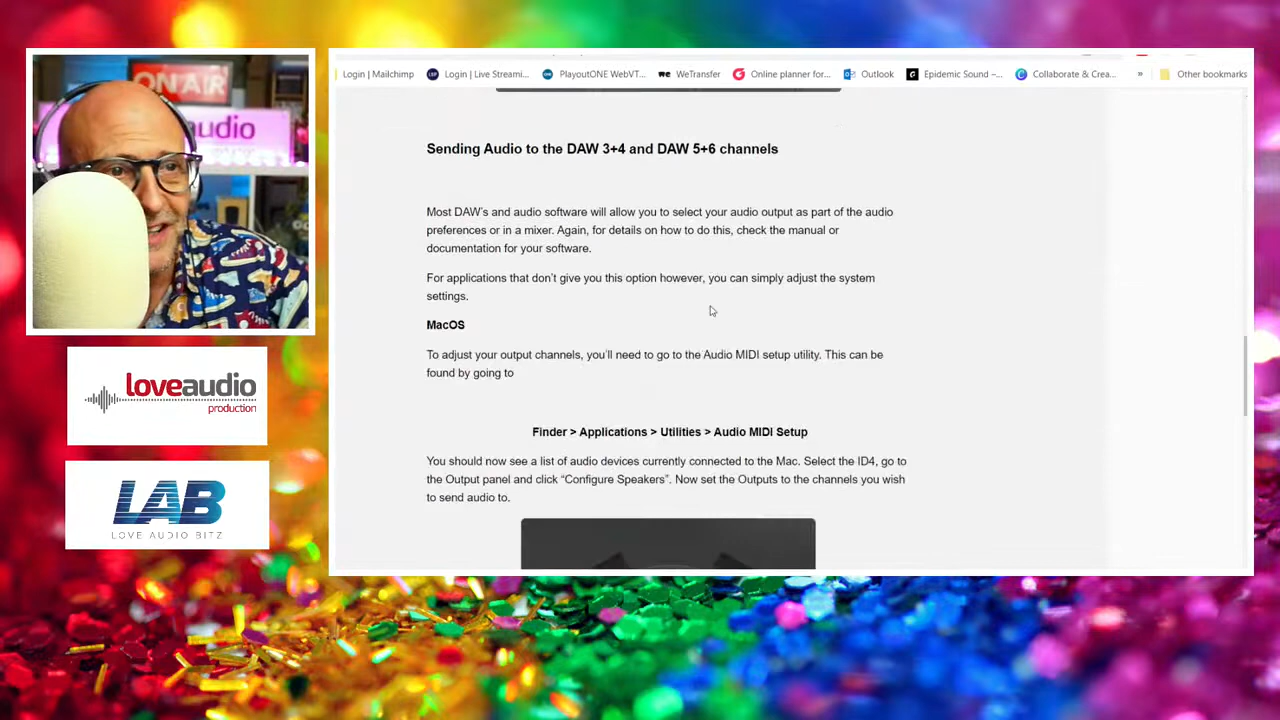 ON AIR
audio
loveaudio
production
LAB
LOVE AUDIO BITZ
Login | Mailchimp
Login | Live Streami...
PlayoutONE WebVT...
WeTransfer
Online planner for...
Outlook
Epidemic Sound –...
Collaborate & Crea...
»
Other bookmarks
Sending Audio to the DAW 3+4 and DAW 5+6 channels
Most DAW's and audio software will allow you to select your audio output as part of the audio
preferences or in a mixer. Again, for details on how to do this, check the manual or
documentation for your software.
For applications that don't give you this option however, you can simply adjust the system
settings.
MacOS
To adjust your output channels, you'll need to go to the Audio MIDI setup utility. This can be
found by going to
Finder > Applications > Utilities > Audio MIDI Setup
You should now see a list of audio devices currently connected to the Mac. Select the ID4, go to
the Output panel and click “Configure Speakers”. Now set the Outputs to the channels you wish
to send audio to.